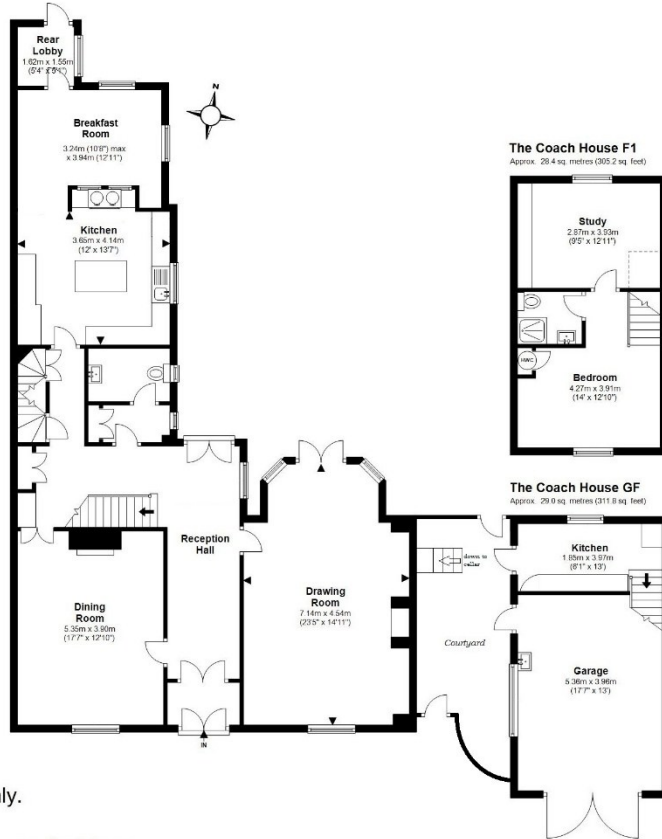 Rear
Lobby
1.62m x 1.55m
(5'4" x 5'1")
N
Breakfast
Room
3.24m (10'8") max
x 3.94m (12'11")
Kitchen
3.65m x 4.14m
(12' x 13'7")
The Coach House F1
Approx. 28.4 sq. metres (305.2 sq. feet)
Study
2.87m x 3.93m
(9'5" x 12'11")
HWC
Bedroom
4.27m x 3.91m
(14' x 12'10")
The Coach House GF
Approx. 29.0 sq. metres (311.8 sq. feet)
Reception
Hall
Dining
Room
5.35m x 3.90m
(17'7" x 12'10")
Drawing
Room
7.14m x 4.54m
(23'5" x 14'11")
down to
cellar
Courtyard
Kitchen
1.85m x 3.97m
(6'1" x 13')
Garage
5.36m x 3.96m
(17'7" x 13')
IN
ly.